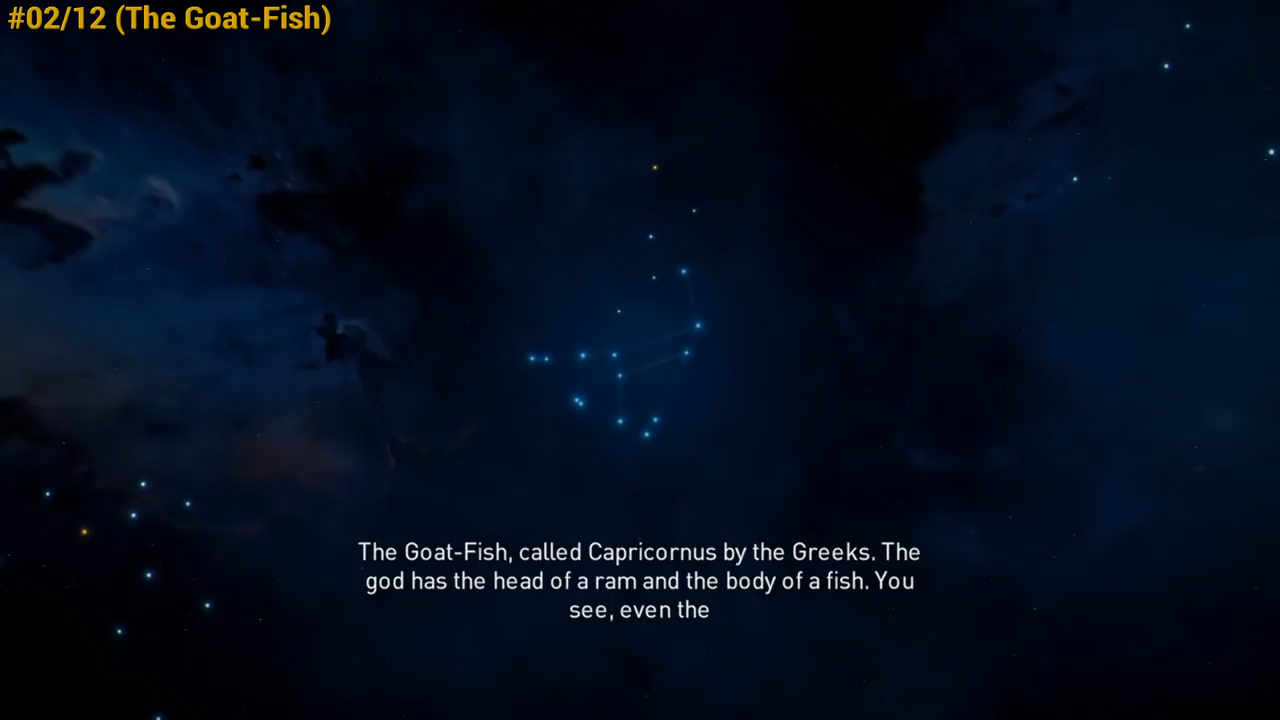 #02/12 (The Goat-Fish)
The Goat-Fish, called Capricornus by the Greeks. The
god has the head of a ram and the body of a fish. You
see, even the